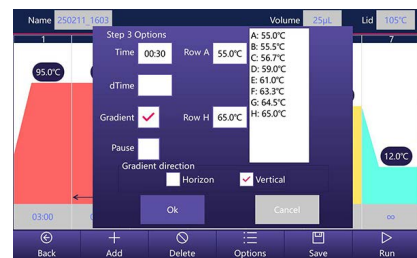 Name 250211_1603 Volume 25μL Lid 105℃
1 7
Step 3 Options
Time 00:30 Row A 55.0℃
dTime
Gradient Row H 65.0℃
Pause
A: 55.0℃
B: 55.5℃
C: 56.7℃
D: 59.0℃
E: 61.0℃
F: 63.3℃
G: 64.5℃
H: 65.0℃
95.0℃
12.0℃
Gradient direction
Horizon Vertical
Ok Cancel
03:00 ∞
Back Add Delete Options Save Run